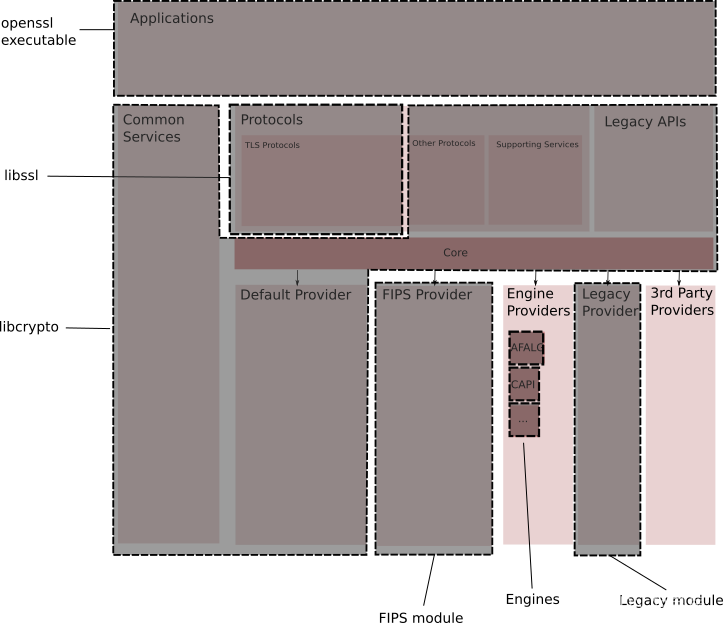 openssl
executable
Applications
Common
Services
Protocols
TLS Protocols
Other Protocols
Supporting Services
Legacy APIs
libssl
Core
Default Provider
FIPS Provider
Engine
Providers
Legacy
Provider
3rd Party
Providers
libcrypto
AFALG
CAPI
...
Engines
Legacy module
FIPS module